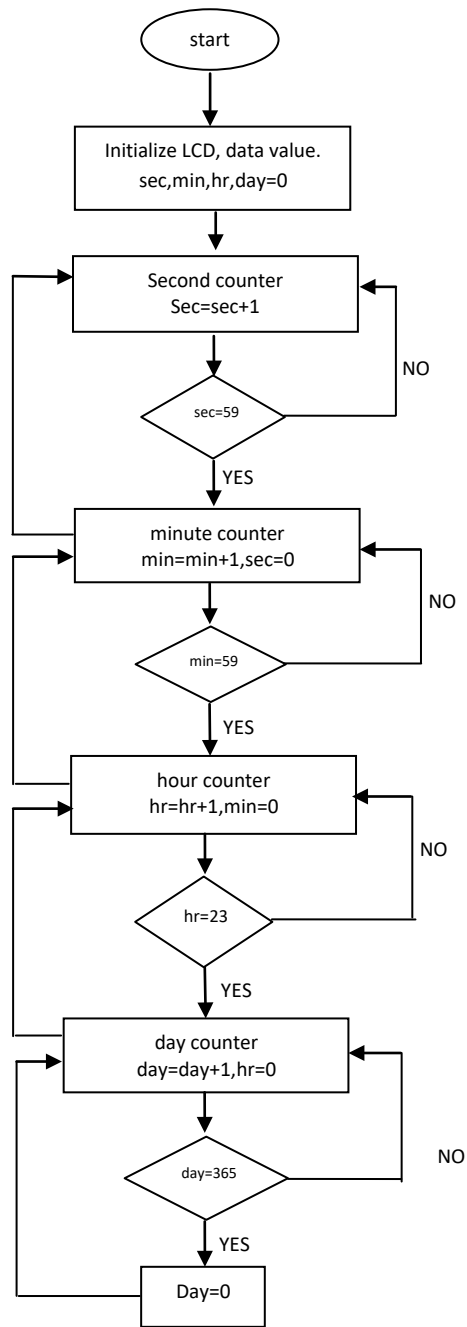 start
Initialize LCD, data value.
sec,min,hr,day=0
Second counter
Sec=sec+1
NO
sec=59
YES
minute counter
min=min+1,sec=0
NO
min=59
YES
hour counter
hr=hr+1,min=0
NO
hr=23
YES
day counter
day=day+1,hr=0
NO
day=365
YES
Day=0